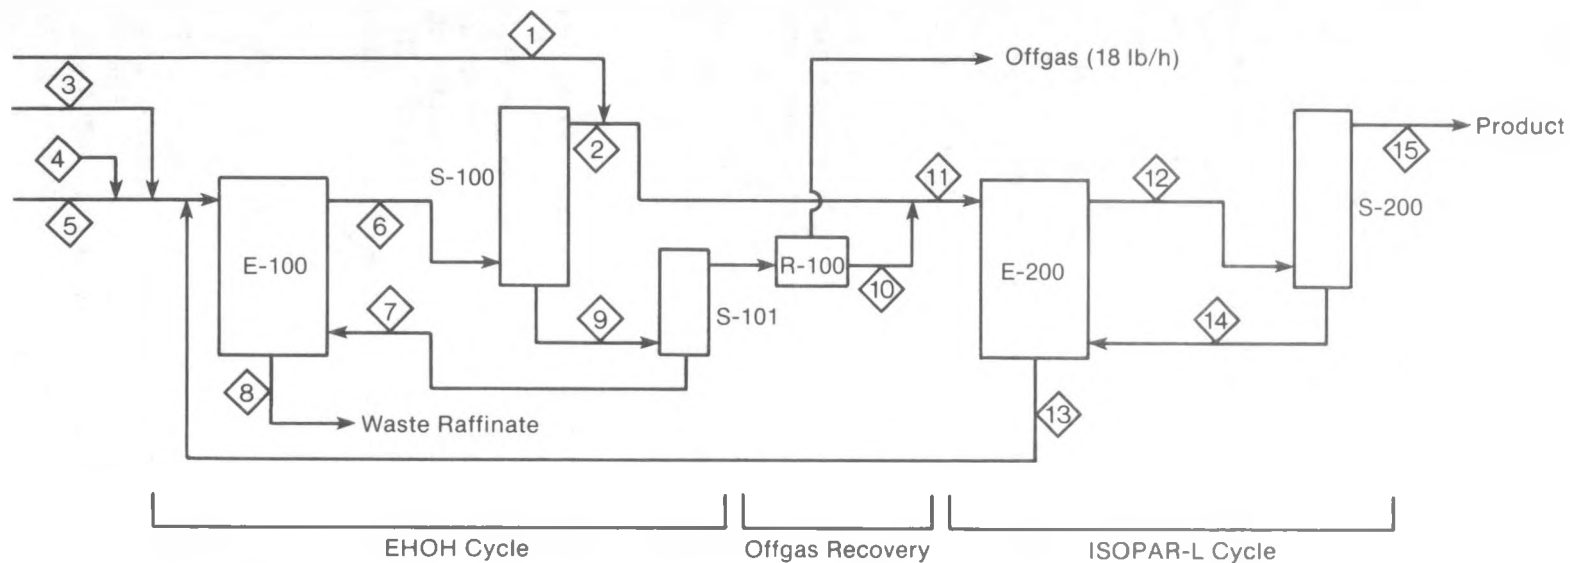 1
3
Offgas (18 lb/h)
4
2
Product
15
S-100
11
12
S-200
5
6
E-100
R-100
E-200
10
7
9
S-101
14
8
Waste Raffinate
13
EHOH Cycle
Offgas Recovery
ISOPAR-L Cycle